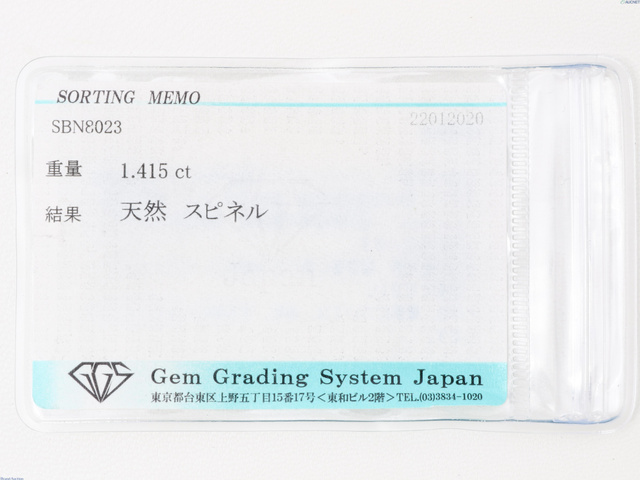 SORTING MEMO
SBN8023
22012020
重量 1.415 ct
結果 天然 スピネル
GGS
Gem Grading System Japan
東京都台東区上野五丁目15番17号＜東和ビル2階＞TEL.(03)3834-1020